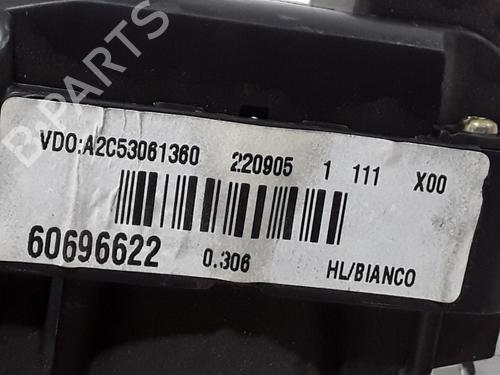 B-PARTS
VDO:A2C53061360 220905 1 111 X00
60696622 0.306 HL/BIANCO